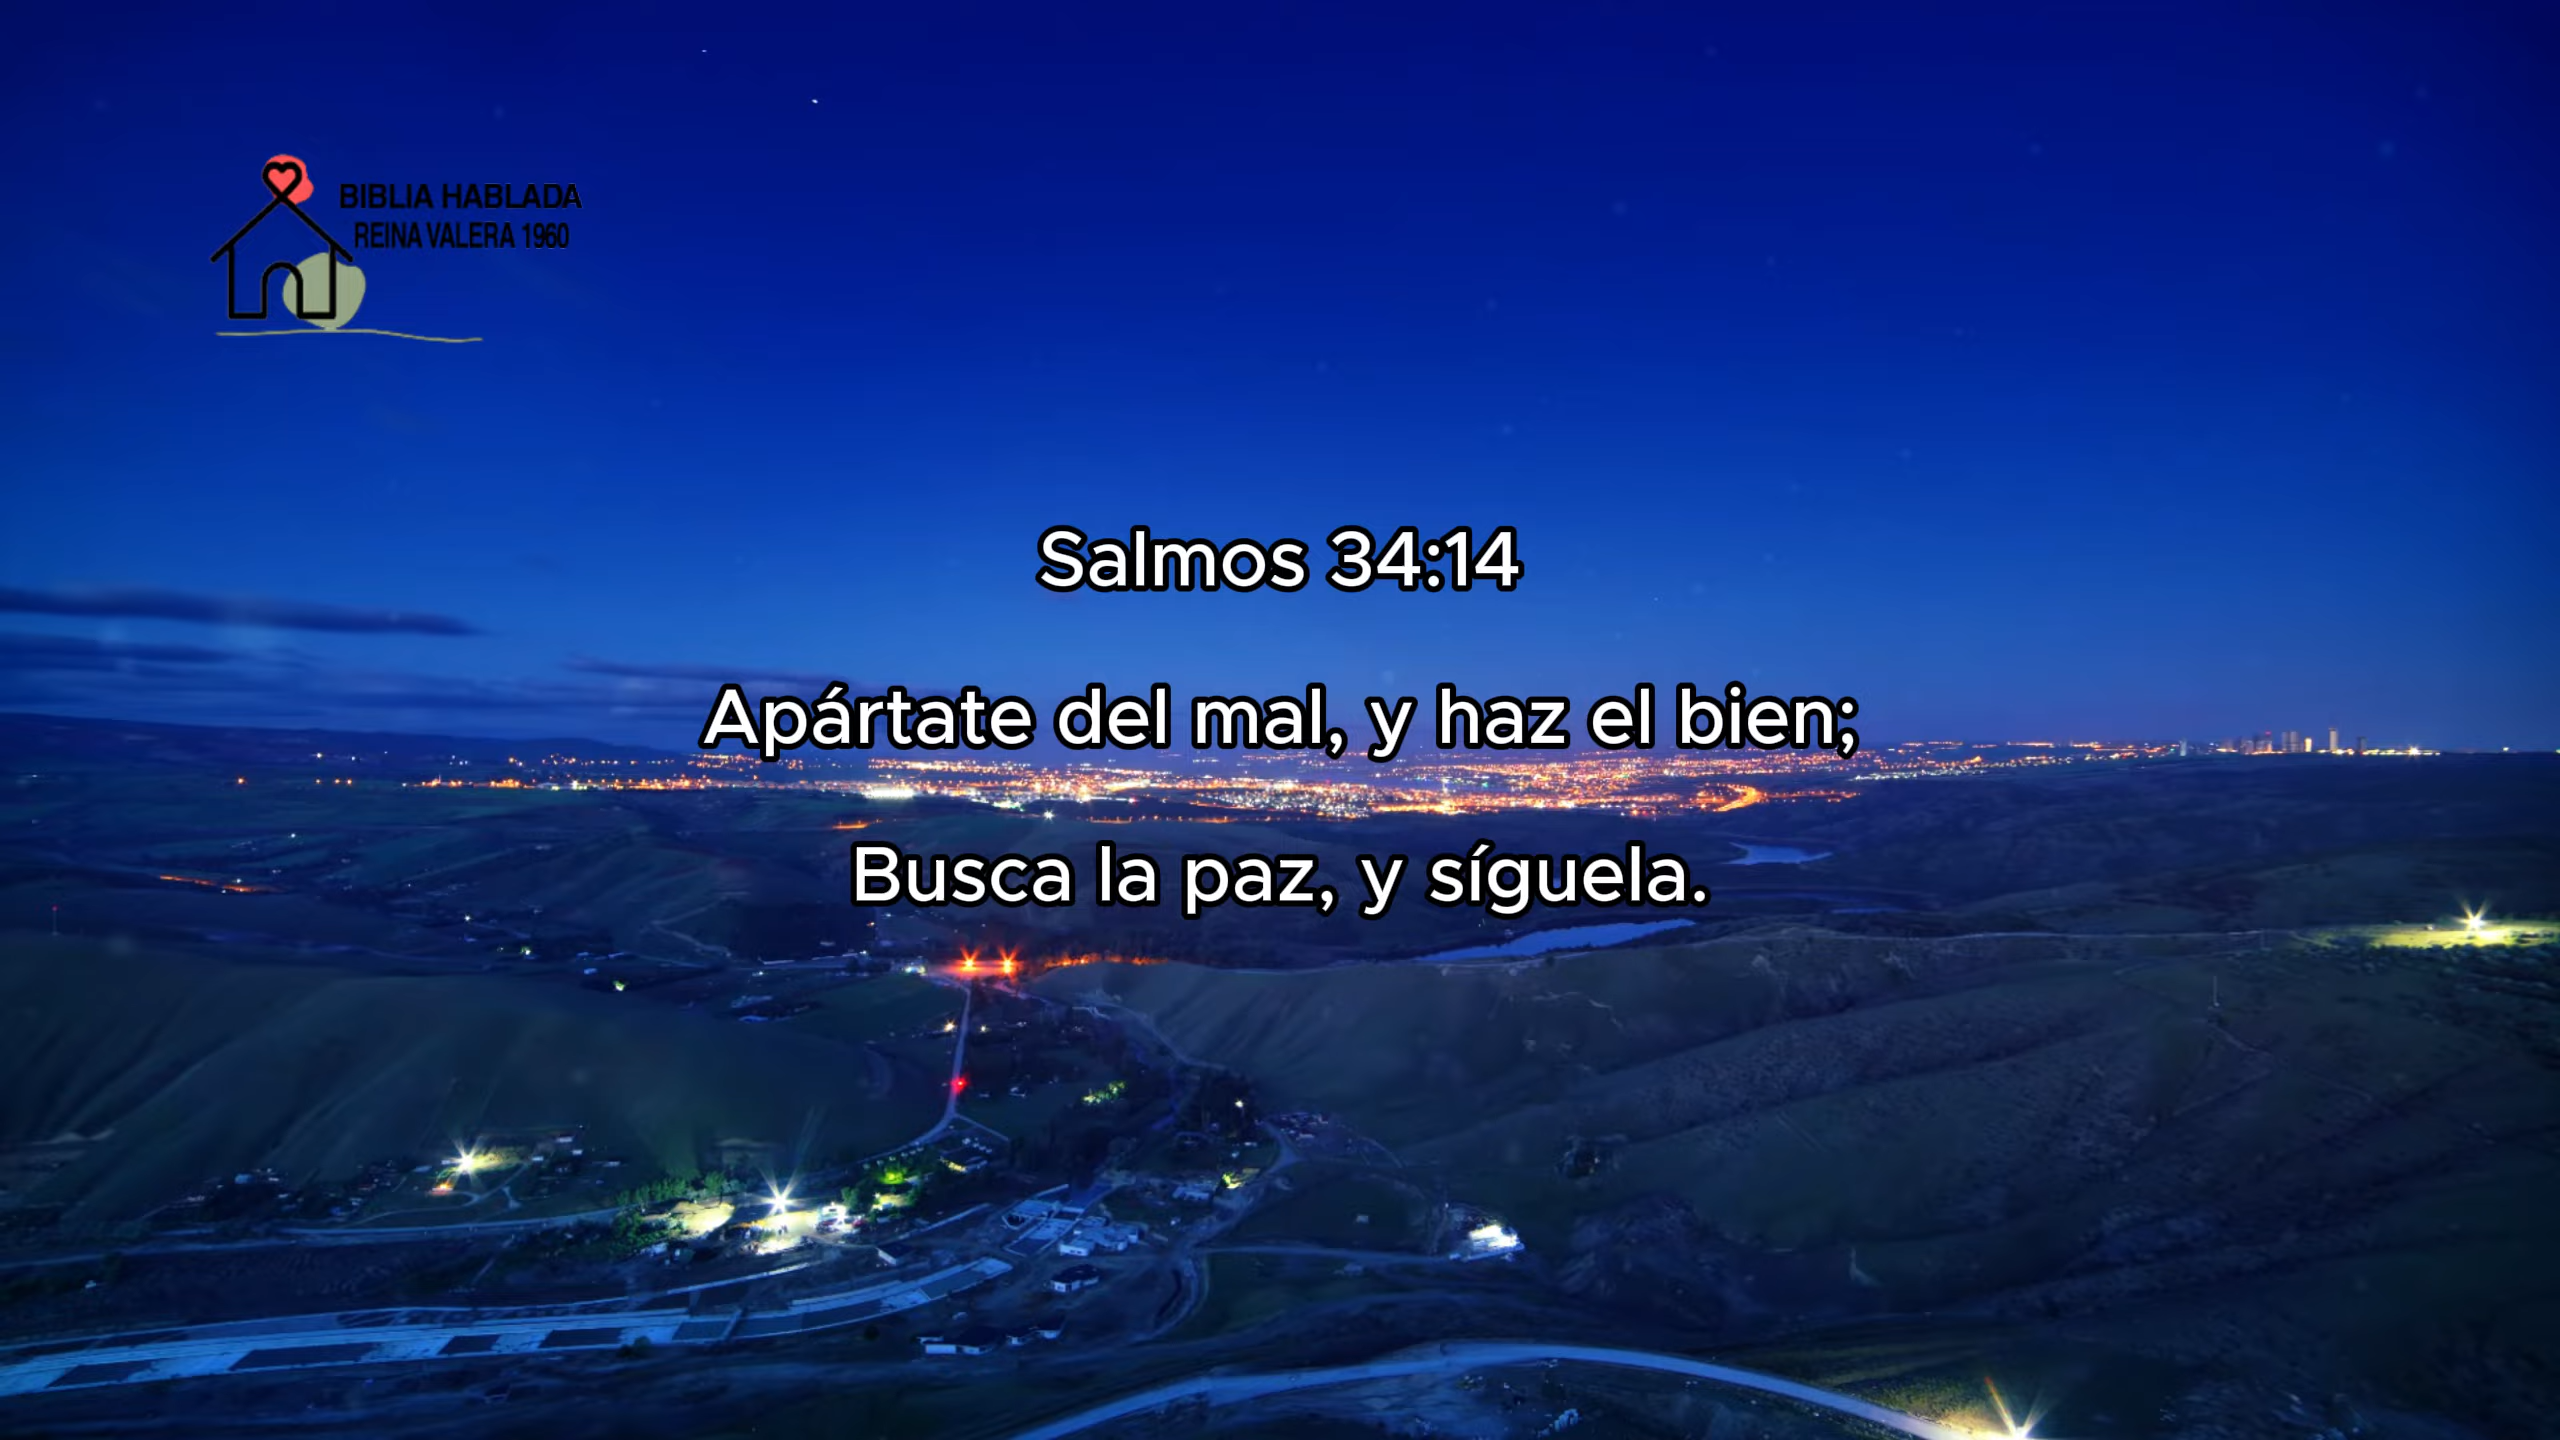 BIBLIA HABLADA
REINA VALERA 1960
Salmos 34:14
Apártate del mal, y haz el bien;
Busca la paz, y síguela.